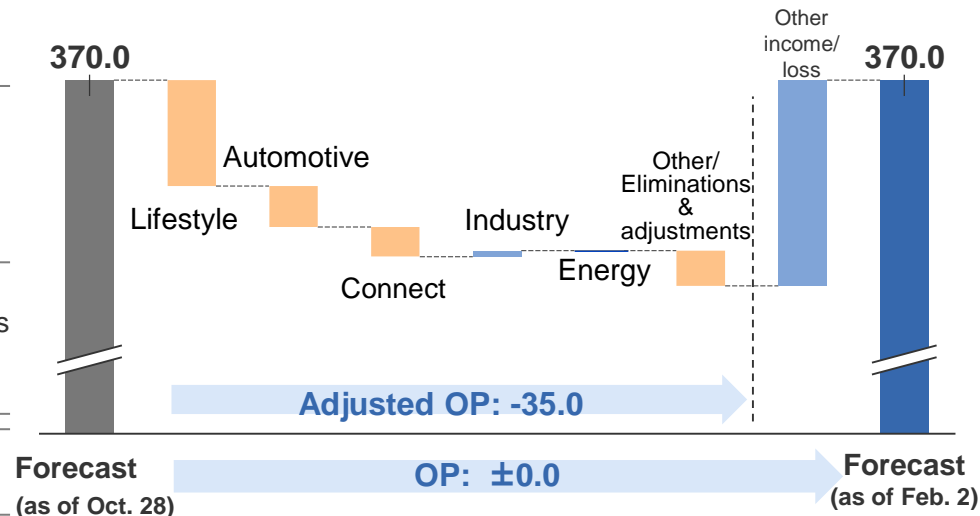 Other
income/
loss
370.0
370.0
Automotive
Other/
Eliminations
&
adjustments
Lifestyle
Industry
Energy
Connect
s
Adjusted OP: -35.0
OP: ±0.0
Forecast
(as of Oct. 28)
Forecast
(as of Feb. 2)